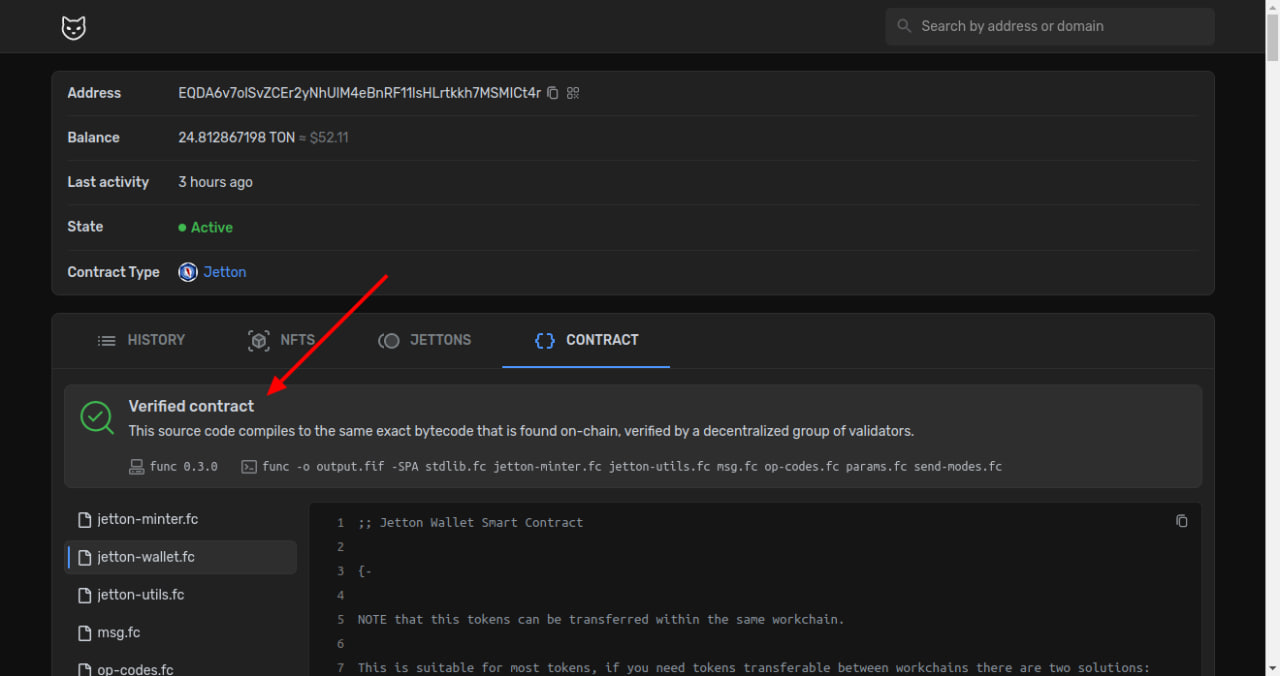 Search by address or domain
Address EQDA6v7oISvZCEr2yNhUIM4eBnRF11IsHLrtkkh7MSMICt4r
Balance 24.812867198 TON ≈ $52.11
Last activity 3 hours ago
State Active
Contract Type Jetton
HISTORY NFTS JETTONS CONTRACT
Verified contract
This source code compiles to the same exact bytecode that is found on-chain, verified by a decentralized group of validators.
func 0.3.0 func -o output.fif -SPA stdlib.fc jetton-minter.fc jetton-utils.fc msg.fc op-codes.fc params.fc send-modes.fc
jetton-minter.fc
jetton-wallet.fc
jetton-utils.fc
msg.fc
op-codes.fc
1 ;; Jetton Wallet Smart Contract
2
3 {-
4
5 NOTE that this tokens can be transferred within the same workchain.
6
7 This is suitable for most tokens, if you need tokens transferable between workchains there are two solutions: